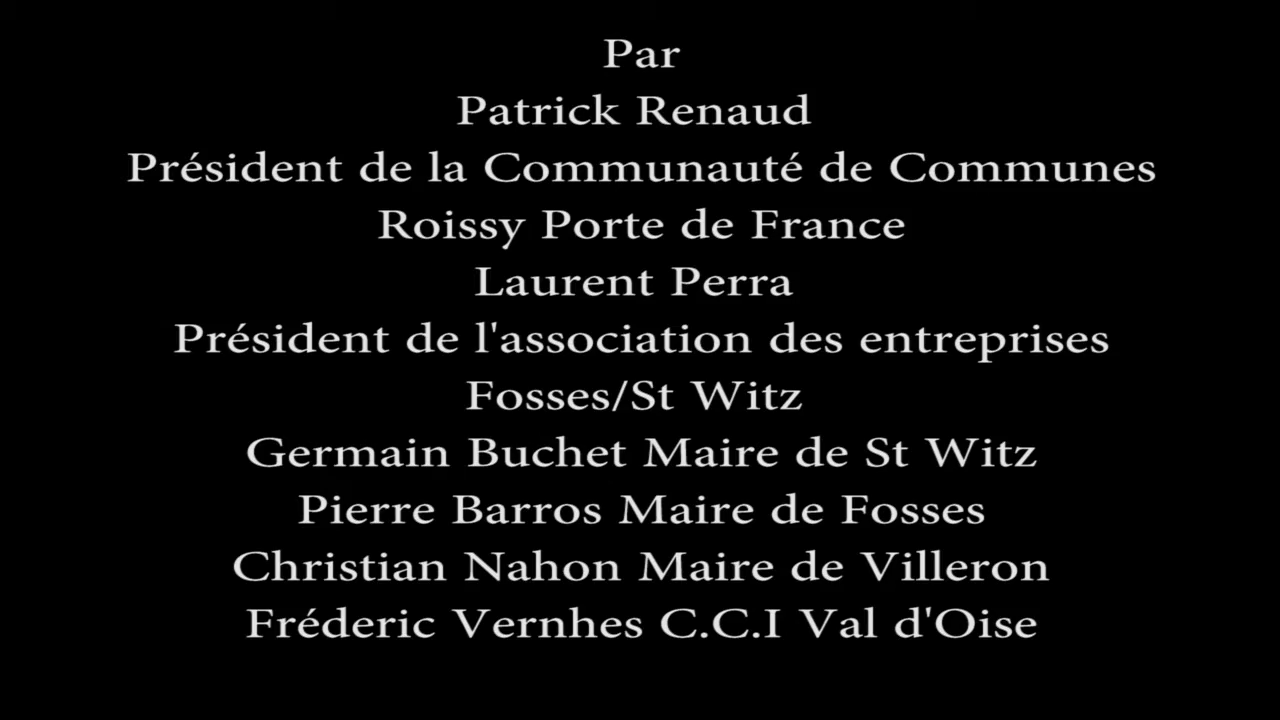 Par
Patrick Renaud
Président de la Communauté de Communes
Roissy Porte de France
Laurent Perra
Président de l'association des entreprises
Fosses/St Witz
Germain Buchet Maire de St Witz
Pierre Barros Maire de Fosses
Christian Nahon Maire de Villeron
Fréderic Vernhes C.C.I Val d'Oise